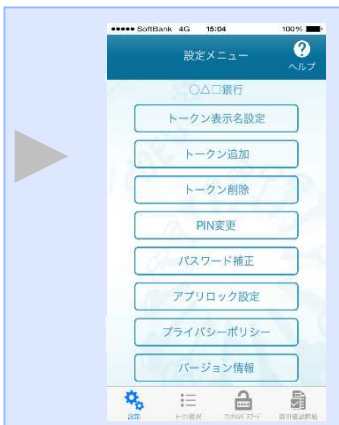 SoftBank 4G 15:04 100%
設定メニュー
ヘルプ
○△□銀行
トークン表示名設定
トークン追加
トークン削除
PIN変更
パスワード補正
アプリロック設定
プライバシーポリシー
バージョン情報
設定